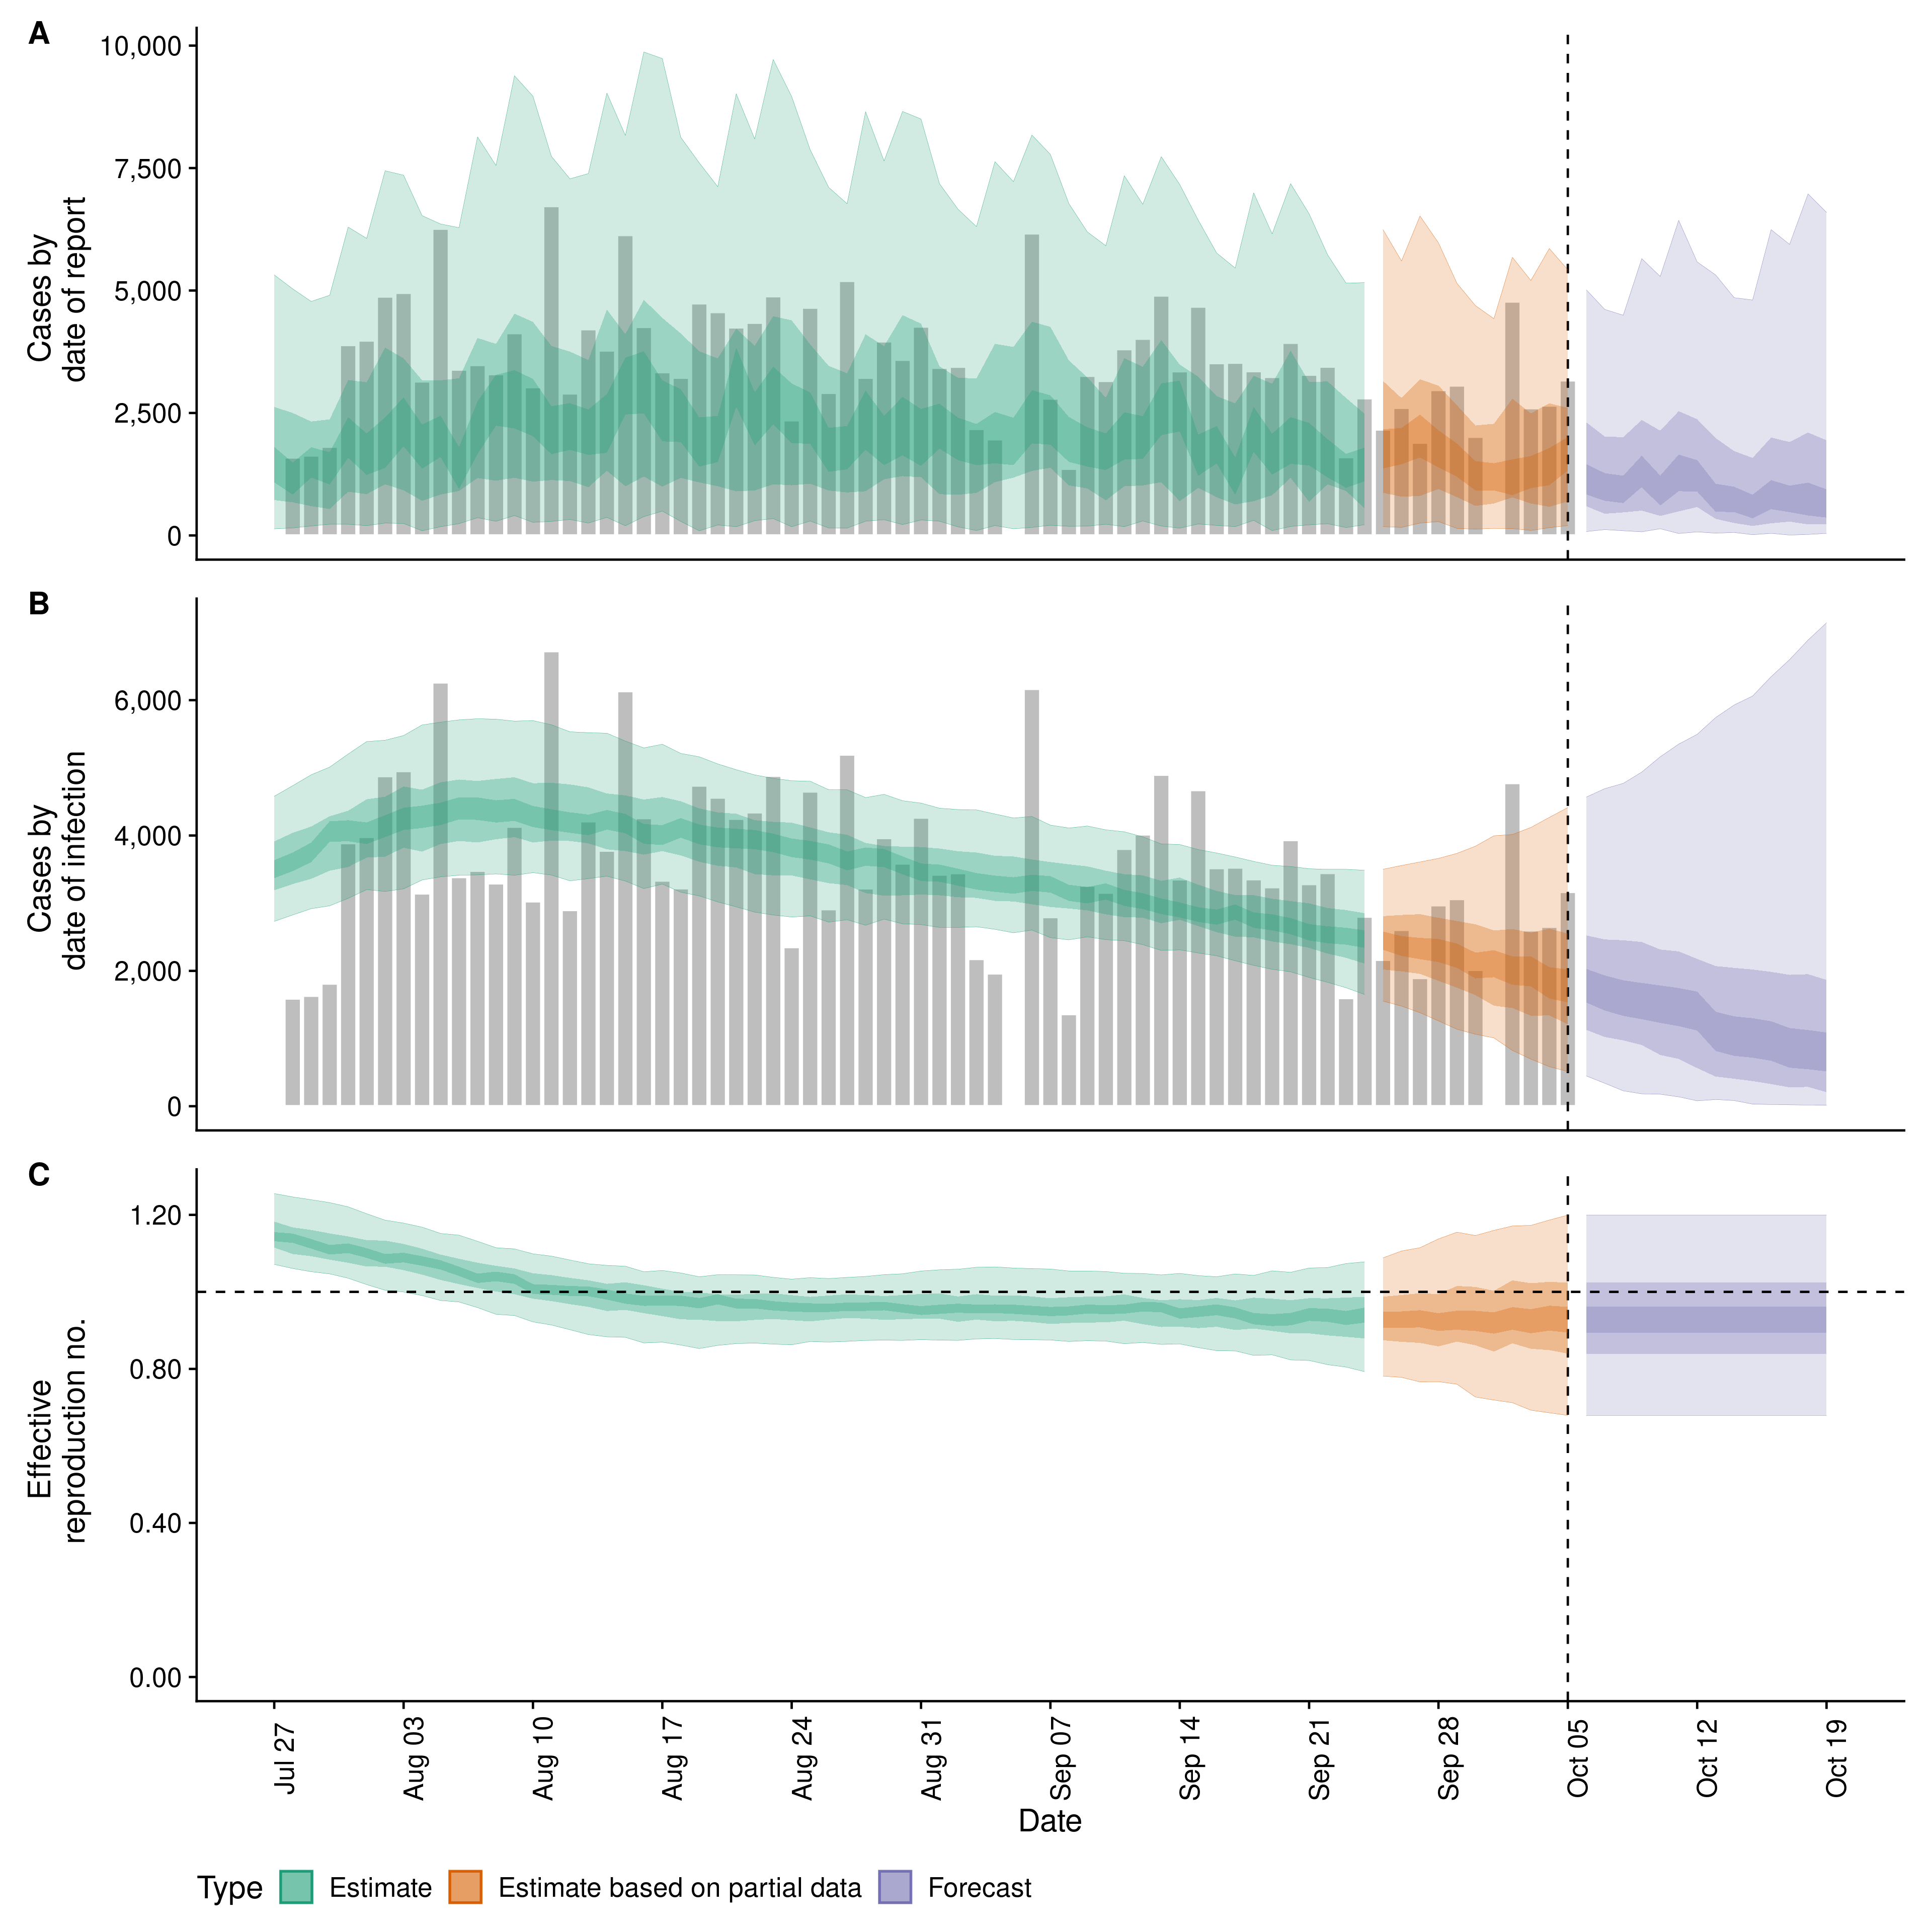 A
10,000
7,500
5,000
2,500
0
Cases by
date of report
B
6,000
4,000
2,000
0
Cases by
date of infection
C
1.20
0.80
0.40
0.00
Effective
reproduction no.
Jul 27
Aug 03
Aug 10
Aug 17
Aug 24
Aug 31
Sep 07
Sep 14
Sep 21
Sep 28
Oct 05
Oct 12
Oct 19
Date
Type Estimate Estimate based on partial data Forecast